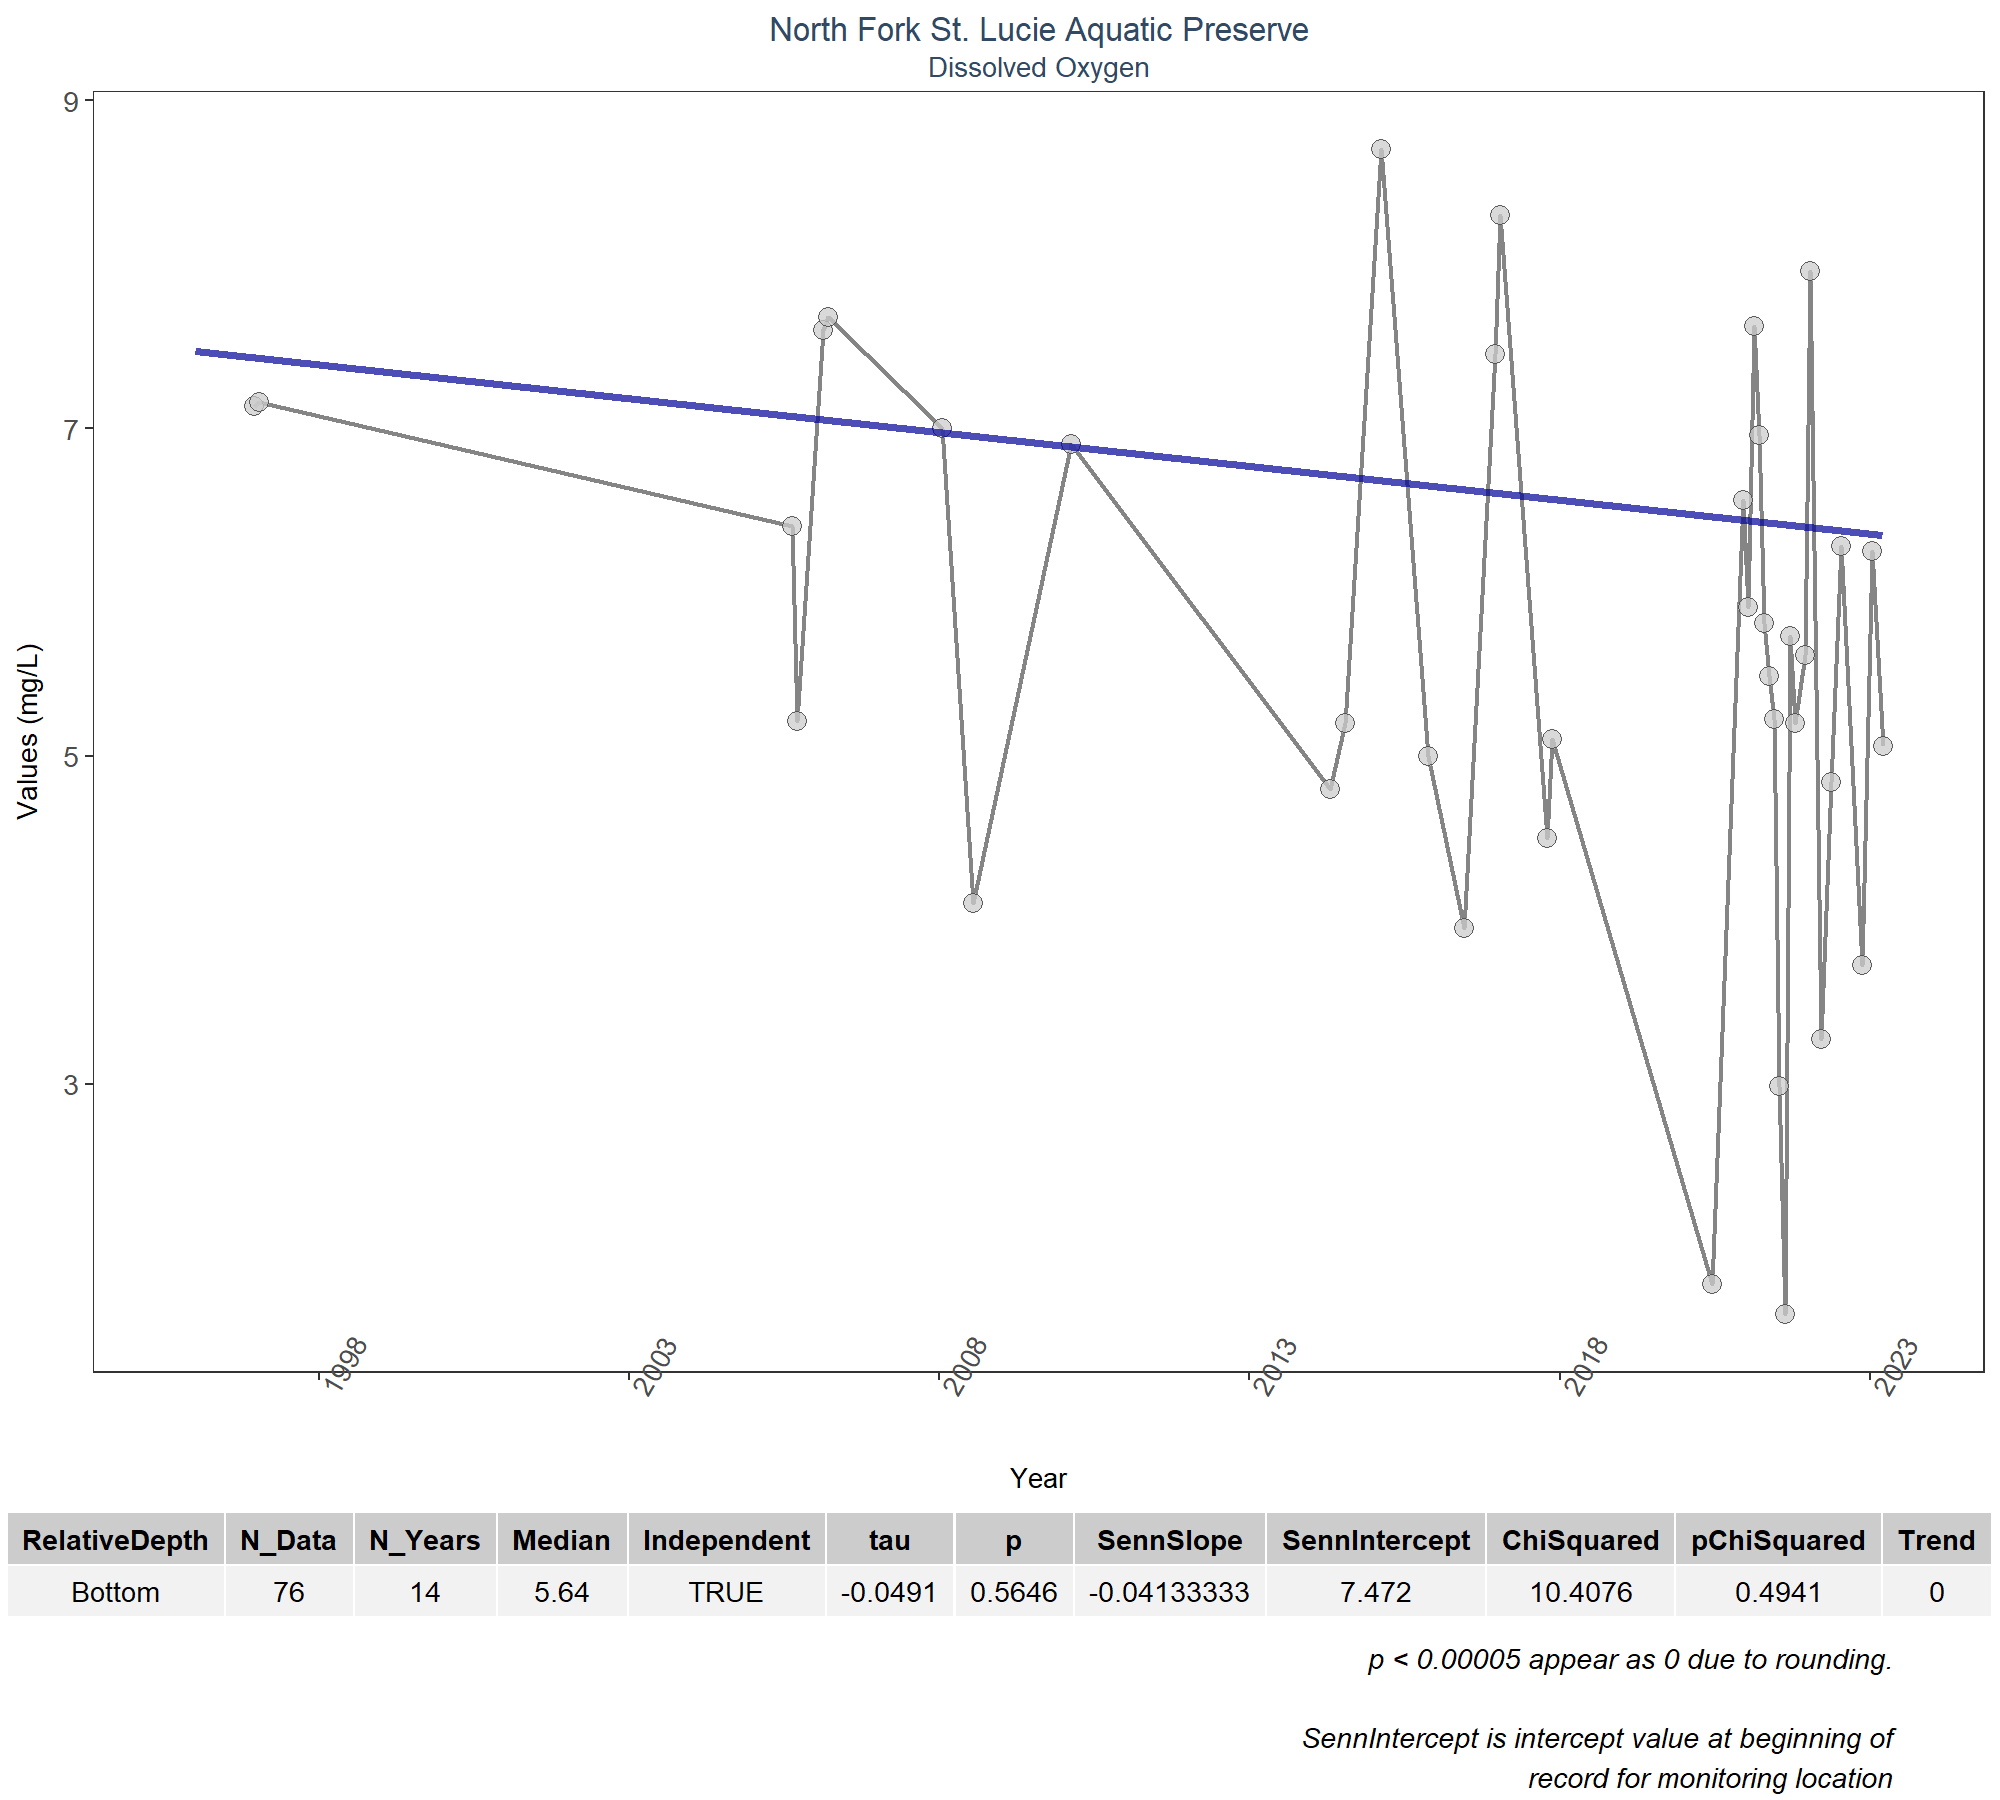 North Fork St. Lucie Aquatic Preserve
Dissolved Oxygen
9
7
5
3
Values (mg/L)
1998
2003
2008
2013
2018
2023
Year
RelativeDepth N_Data N_Years Median Independent tau p SennSlope SennIntercept ChiSquared pChiSquared Trend
Bottom 76 14 5.64 TRUE -0.0491 0.5646 -0.04133333 7.472 10.4076 0.4941 0
p < 0.00005 appear as 0 due to rounding.
SennIntercept is intercept value at beginning of
record for monitoring location